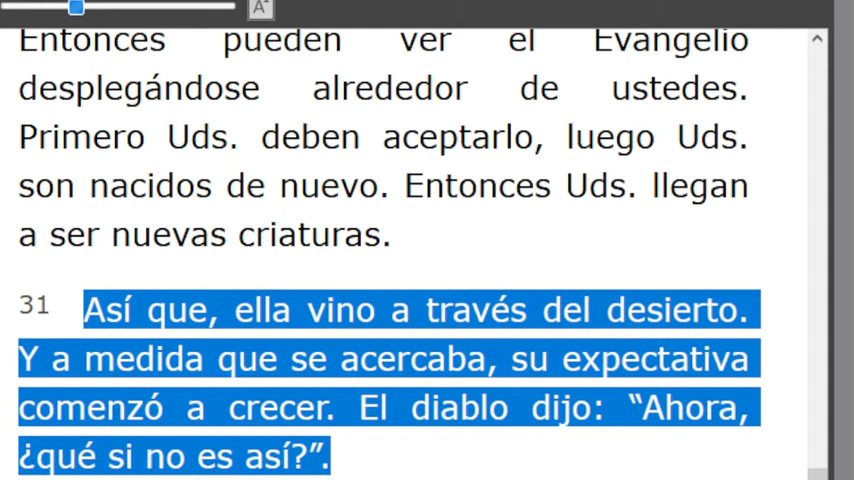 Entonces pueden ver el Evangelio
desplegándose alrededor de ustedes.
Primero Uds. deben aceptarlo, luego Uds.
son nacidos de nuevo. Entonces Uds. llegan
a ser nuevas criaturas.
31 Así que, ella vino a través del desierto.
Y a medida que se acercaba, su expectativa
comenzó a crecer. El diablo dijo: “Ahora,
¿qué si no es así?”.